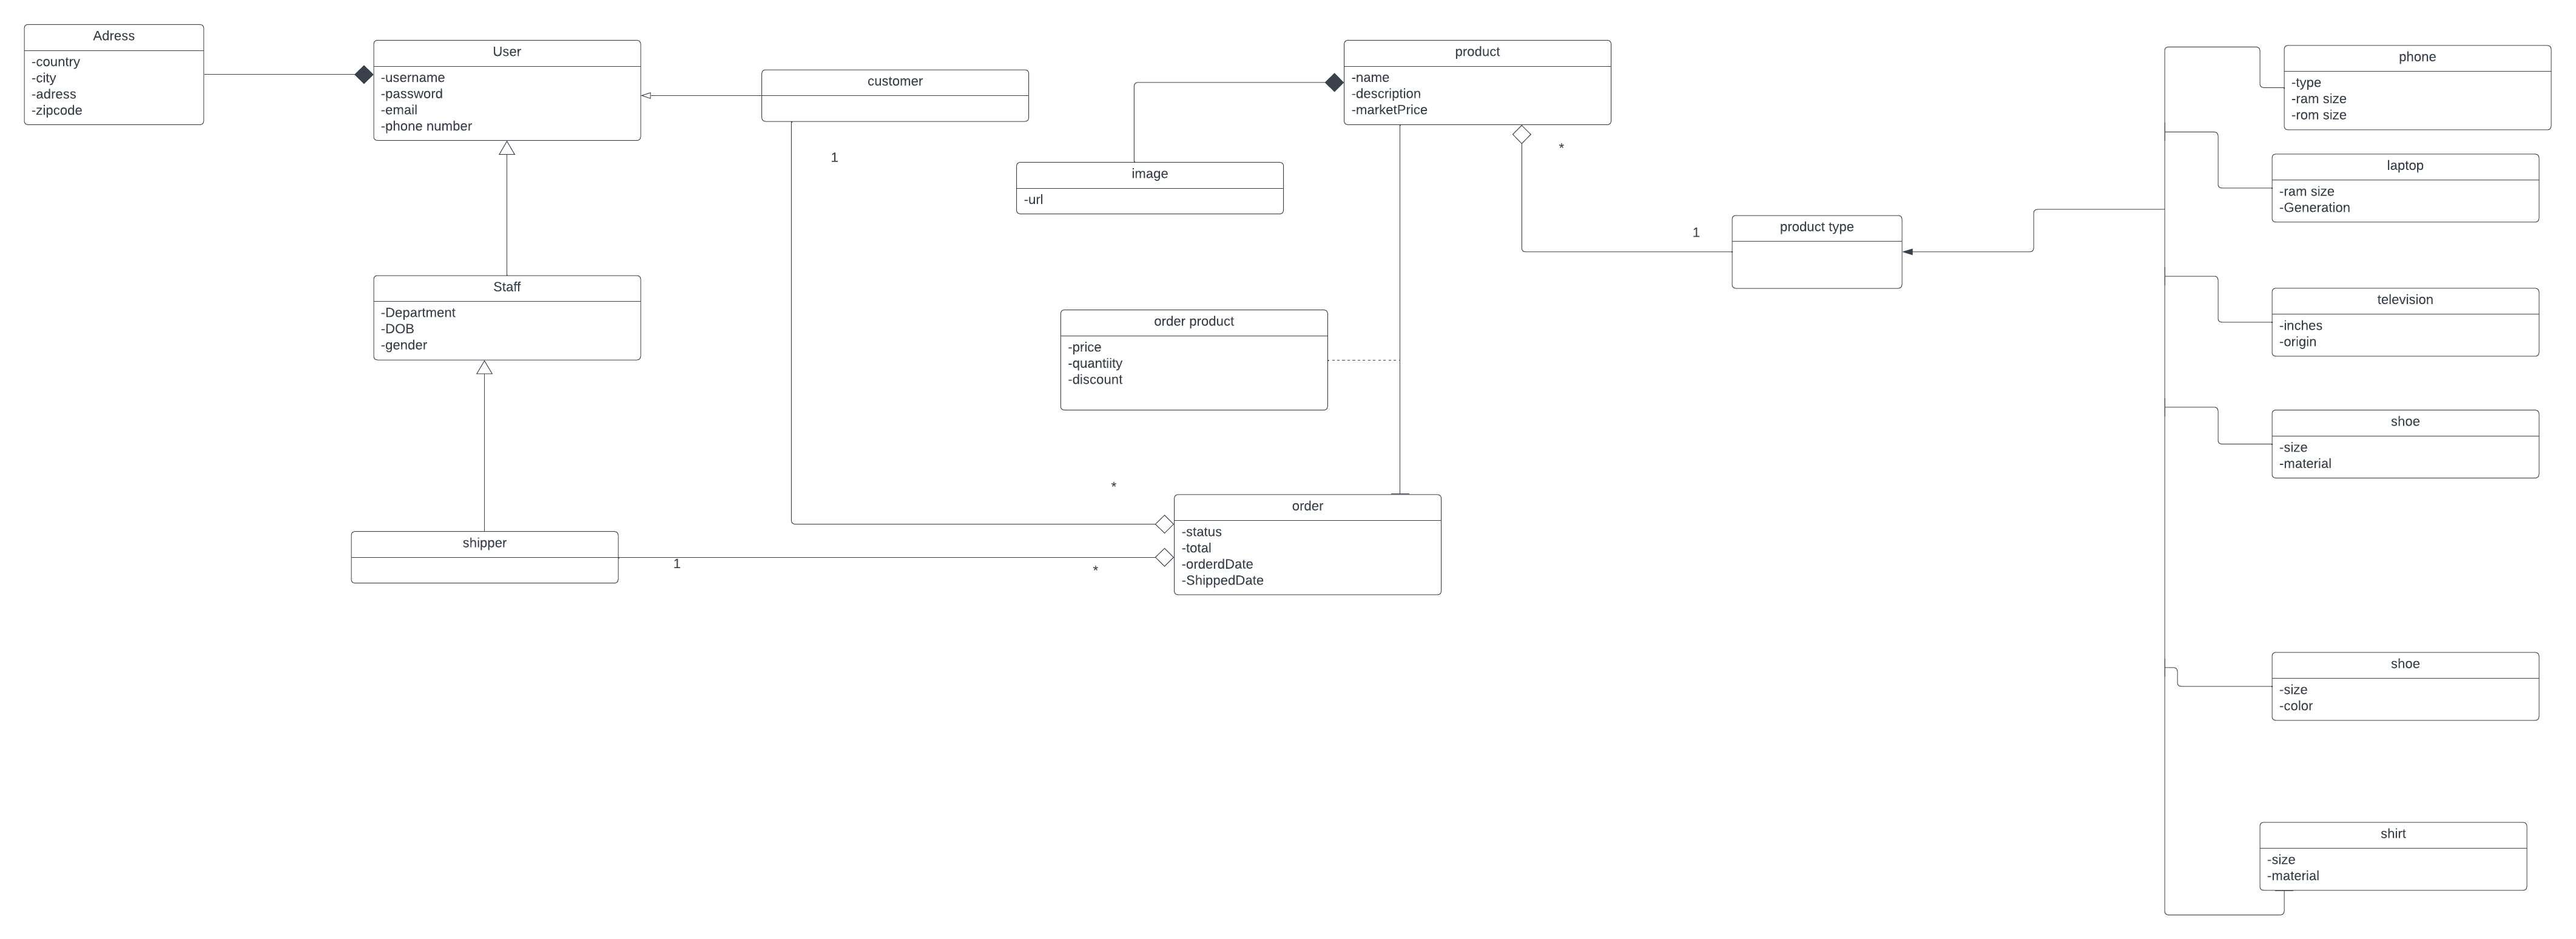 Adress
-country
-city
-adress
-zipcode
User
-username
-password
-email
-phone number
customer
1
product
-name
-description
-marketPrice
*
image
-url
product type
1
phone
-type
-ram size
-rom size
laptop
-ram size
-Generation
television
-inches
-origin
shoe
-size
-material
shoe
-size
-color
shirt
-size
-material
Staff
-Department
-DOB
-gender
order product
-price
-quantiity
-discount
shipper
1
*
*
order
-status
-total
-orderdDate
-ShippedDate